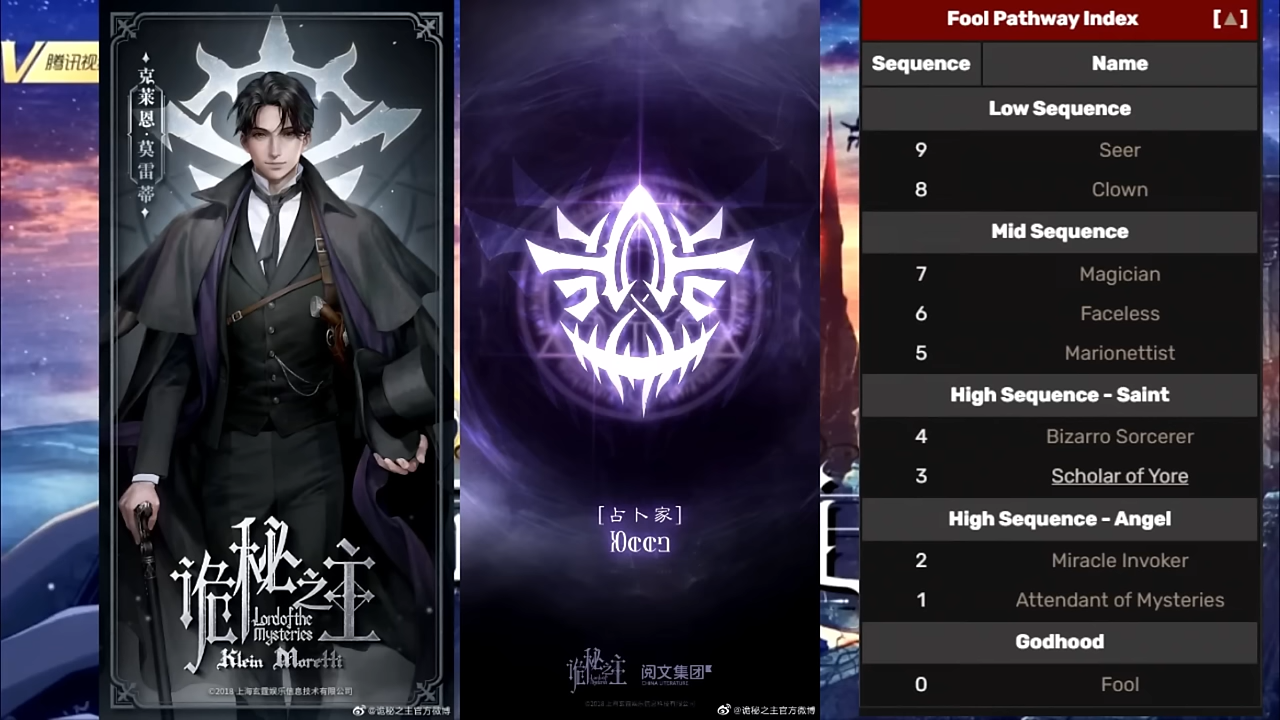 腾讯视
克莱恩·莫雷蒂
诡秘之主
Lord of the
Mysteries
Klein Moretti
©2018 上海玄霆娱乐信息技术有限公司
@诡秘之主官方微博
[占卜家]
诡秘之主
阅文集团
CHINA LITERATURE
@诡秘之主官方微博
Fool Pathway Index [▲]
Sequence Name
Low Sequence
9 Seer
8 Clown
Mid Sequence
7 Magician
6 Faceless
5 Marionettist
High Sequence - Saint
4 Bizarro Sorcerer
3 Scholar of Yore
High Sequence - Angel
2 Miracle Invoker
1 Attendant of Mysteries
Godhood
0 Fool